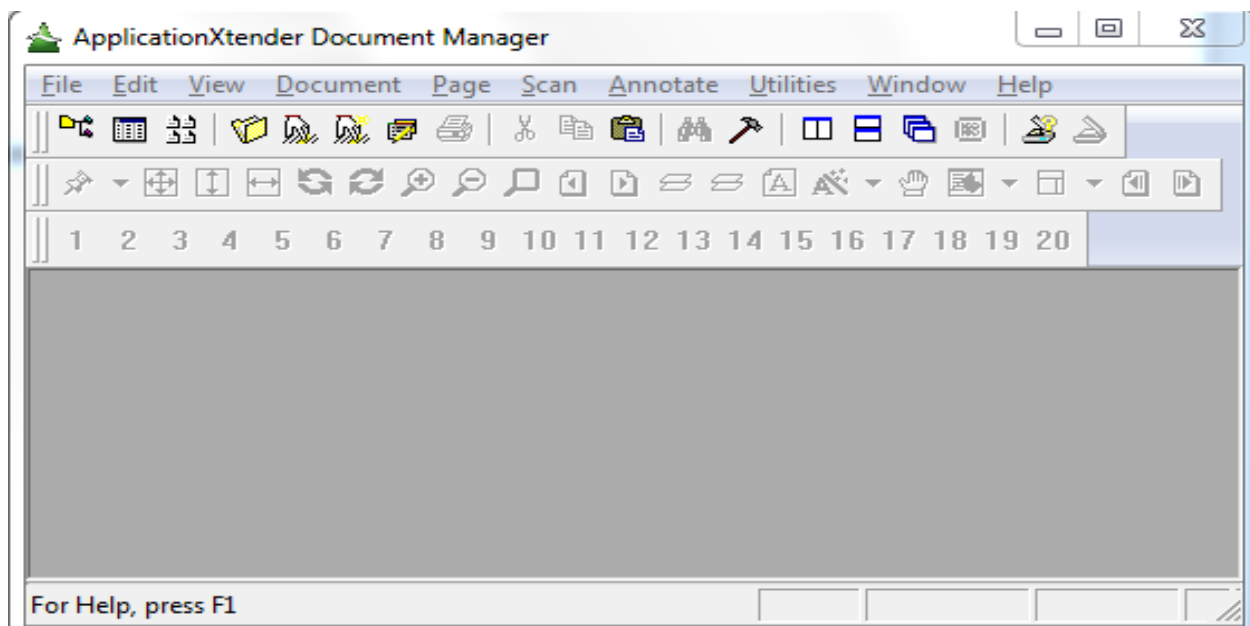 ApplicationXtender Document Manager
File Edit View Document Page Scan Annotate Utilities Window Help
1 2 3 4 5 6 7 8 9 10 11 12 13 14 15 16 17 18 19 20
For Help, press F1